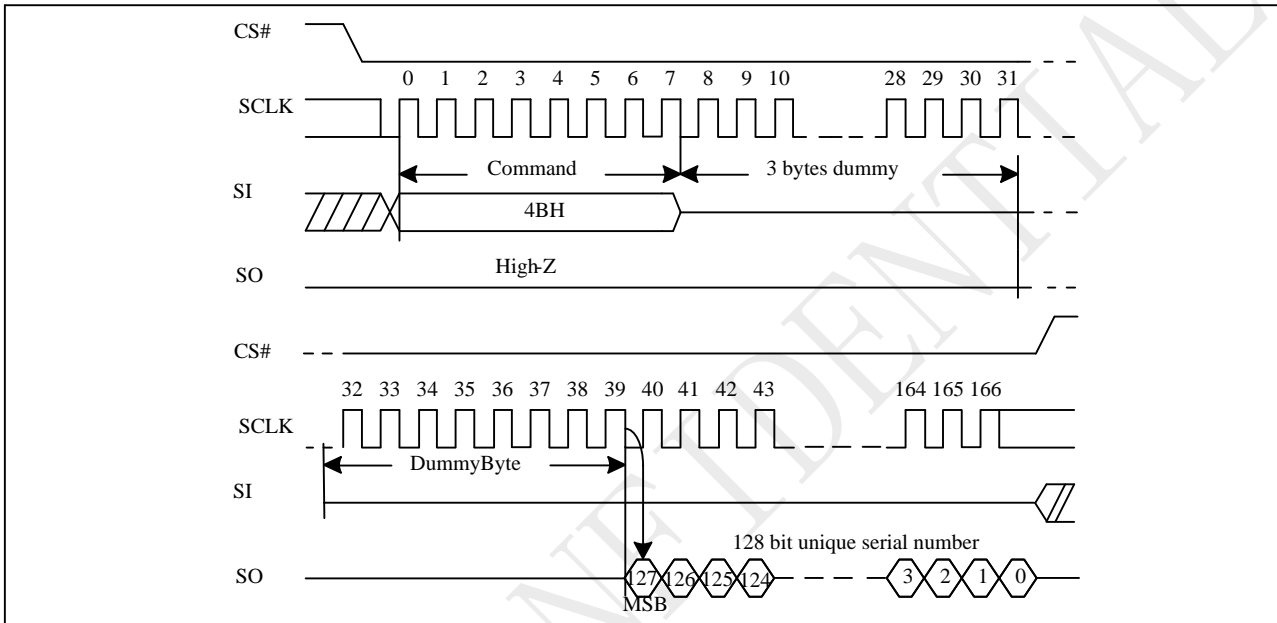 CS#
0 1 2 3 4 5 6 7 8 9 10 28 29 30 31
SCLK
Command 3 bytes dummy
SI
4BH
High-Z
SO
CS#
32 33 34 35 36 37 38 39 40 41 42 43 164 165 166
SCLK
DummyByte
SI
128 bit unique serial number
SO 127 126 125 124 3 2 1 0
MSB
NFIDENTIAL